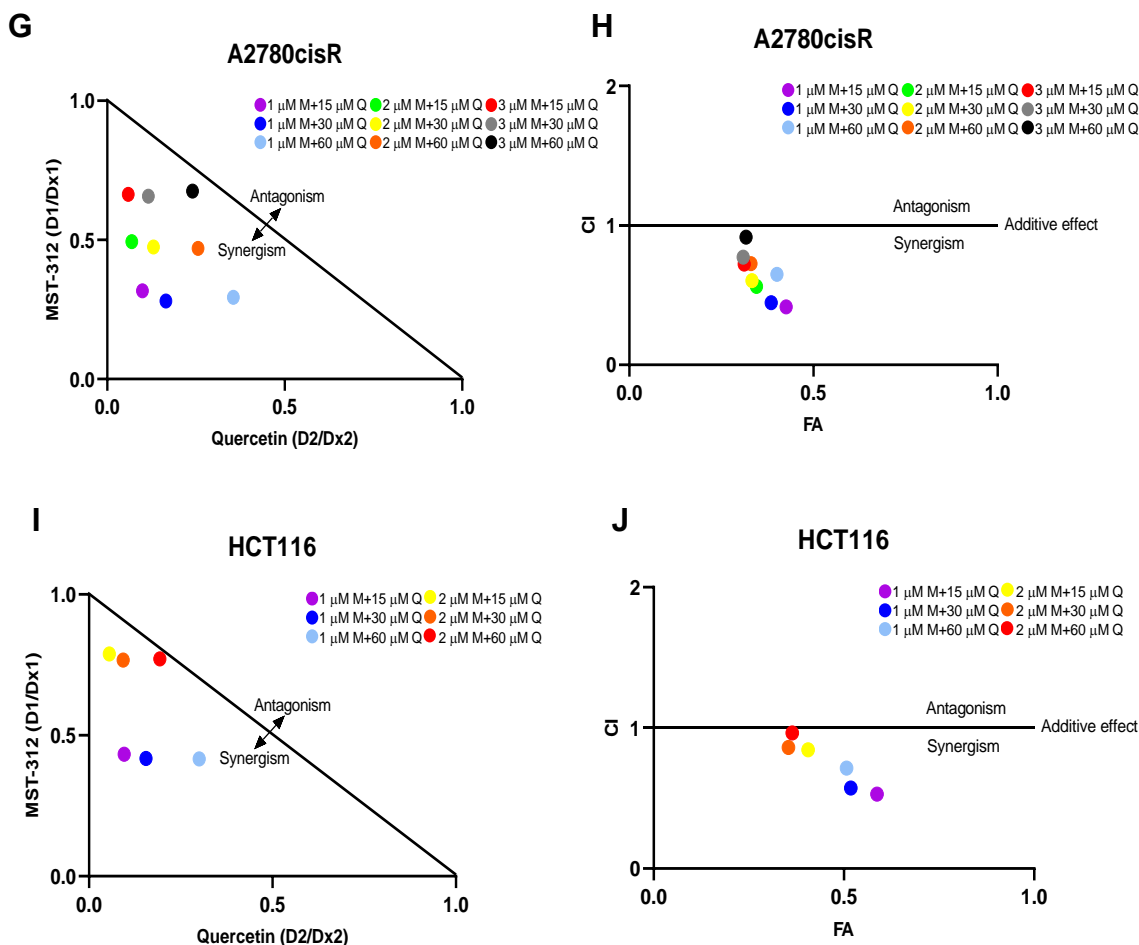 G
A2780cisR
1 μM M+15 μM Q 2 μM M+15 μM Q 3 μM M+15 μM Q
1 μM M+30 μM Q 2 μM M+30 μM Q 3 μM M+30 μM Q
1 μM M+60 μM Q 2 μM M+60 μM Q 3 μM M+60 μM Q
MST-312 (D1/Dx1)
1.0
0.5
0.0
Antagonism
Synergism
0.0 0.5 1.0
Quercetin (D2/Dx2)
H
A2780cisR
1 μM M+15 μM Q 2 μM M+15 μM Q 3 μM M+15 μM Q
1 μM M+30 μM Q 2 μM M+30 μM Q 3 μM M+30 μM Q
1 μM M+60 μM Q 2 μM M+60 μM Q 3 μM M+60 μM Q
CI
2
1
0
Antagonism
Additive effect
Synergism
0.0 0.5 1.0
FA
I
HCT116
1 μM M+15 μM Q 2 μM M+15 μM Q
1 μM M+30 μM Q 2 μM M+30 μM Q
1 μM M+60 μM Q 2 μM M+60 μM Q
MST-312 (D1/Dx1)
1.0
0.5
0.0
Antagonism
Synergism
0.0 0.5 1.0
Quercetin (D2/Dx2)
J
HCT116
1 μM M+15 μM Q 2 μM M+15 μM Q
1 μM M+30 μM Q 2 μM M+30 μM Q
1 μM M+60 μM Q 2 μM M+60 μM Q
CI
2
1
0
Antagonism
Additive effect
Synergism
0.0 0.5 1.0
FA